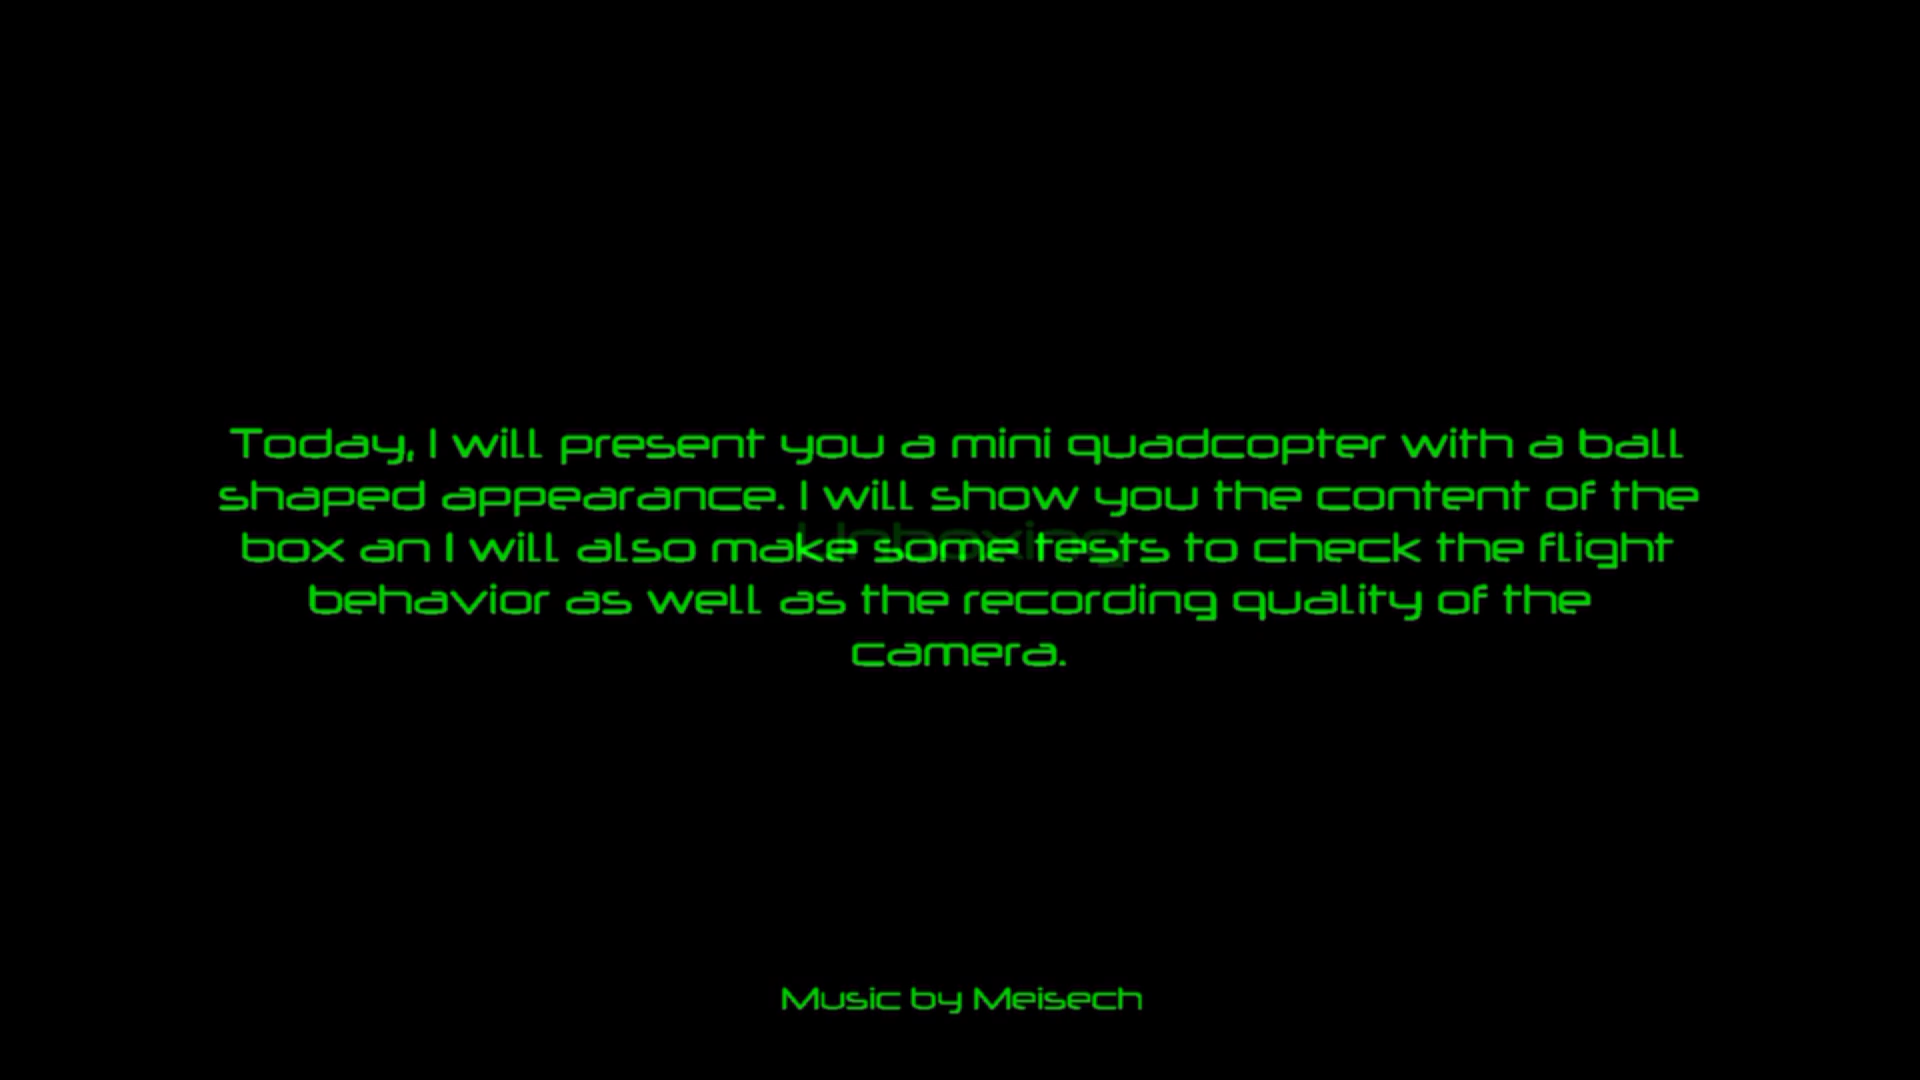 Today, I will present you a mini quadcopter with a ball
shaped appearance. I will show you the content of the
box an I will also make some tests to check the flight
behavior as well as the recording quality of the
camera.
Unboxing
Music by Meisech